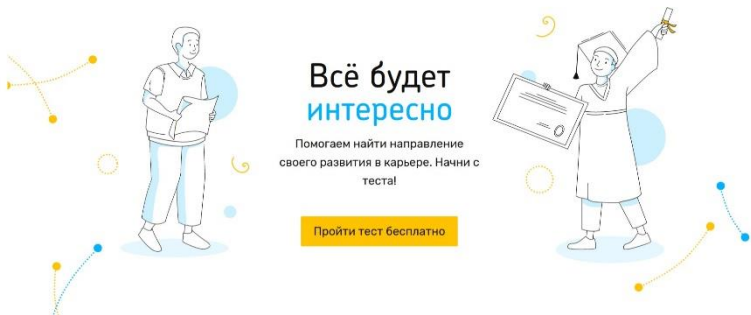 Всё будет
интересно
Помогаем найти направление
своего развития в карьере. Начни с
теста!
Пройти тест бесплатно